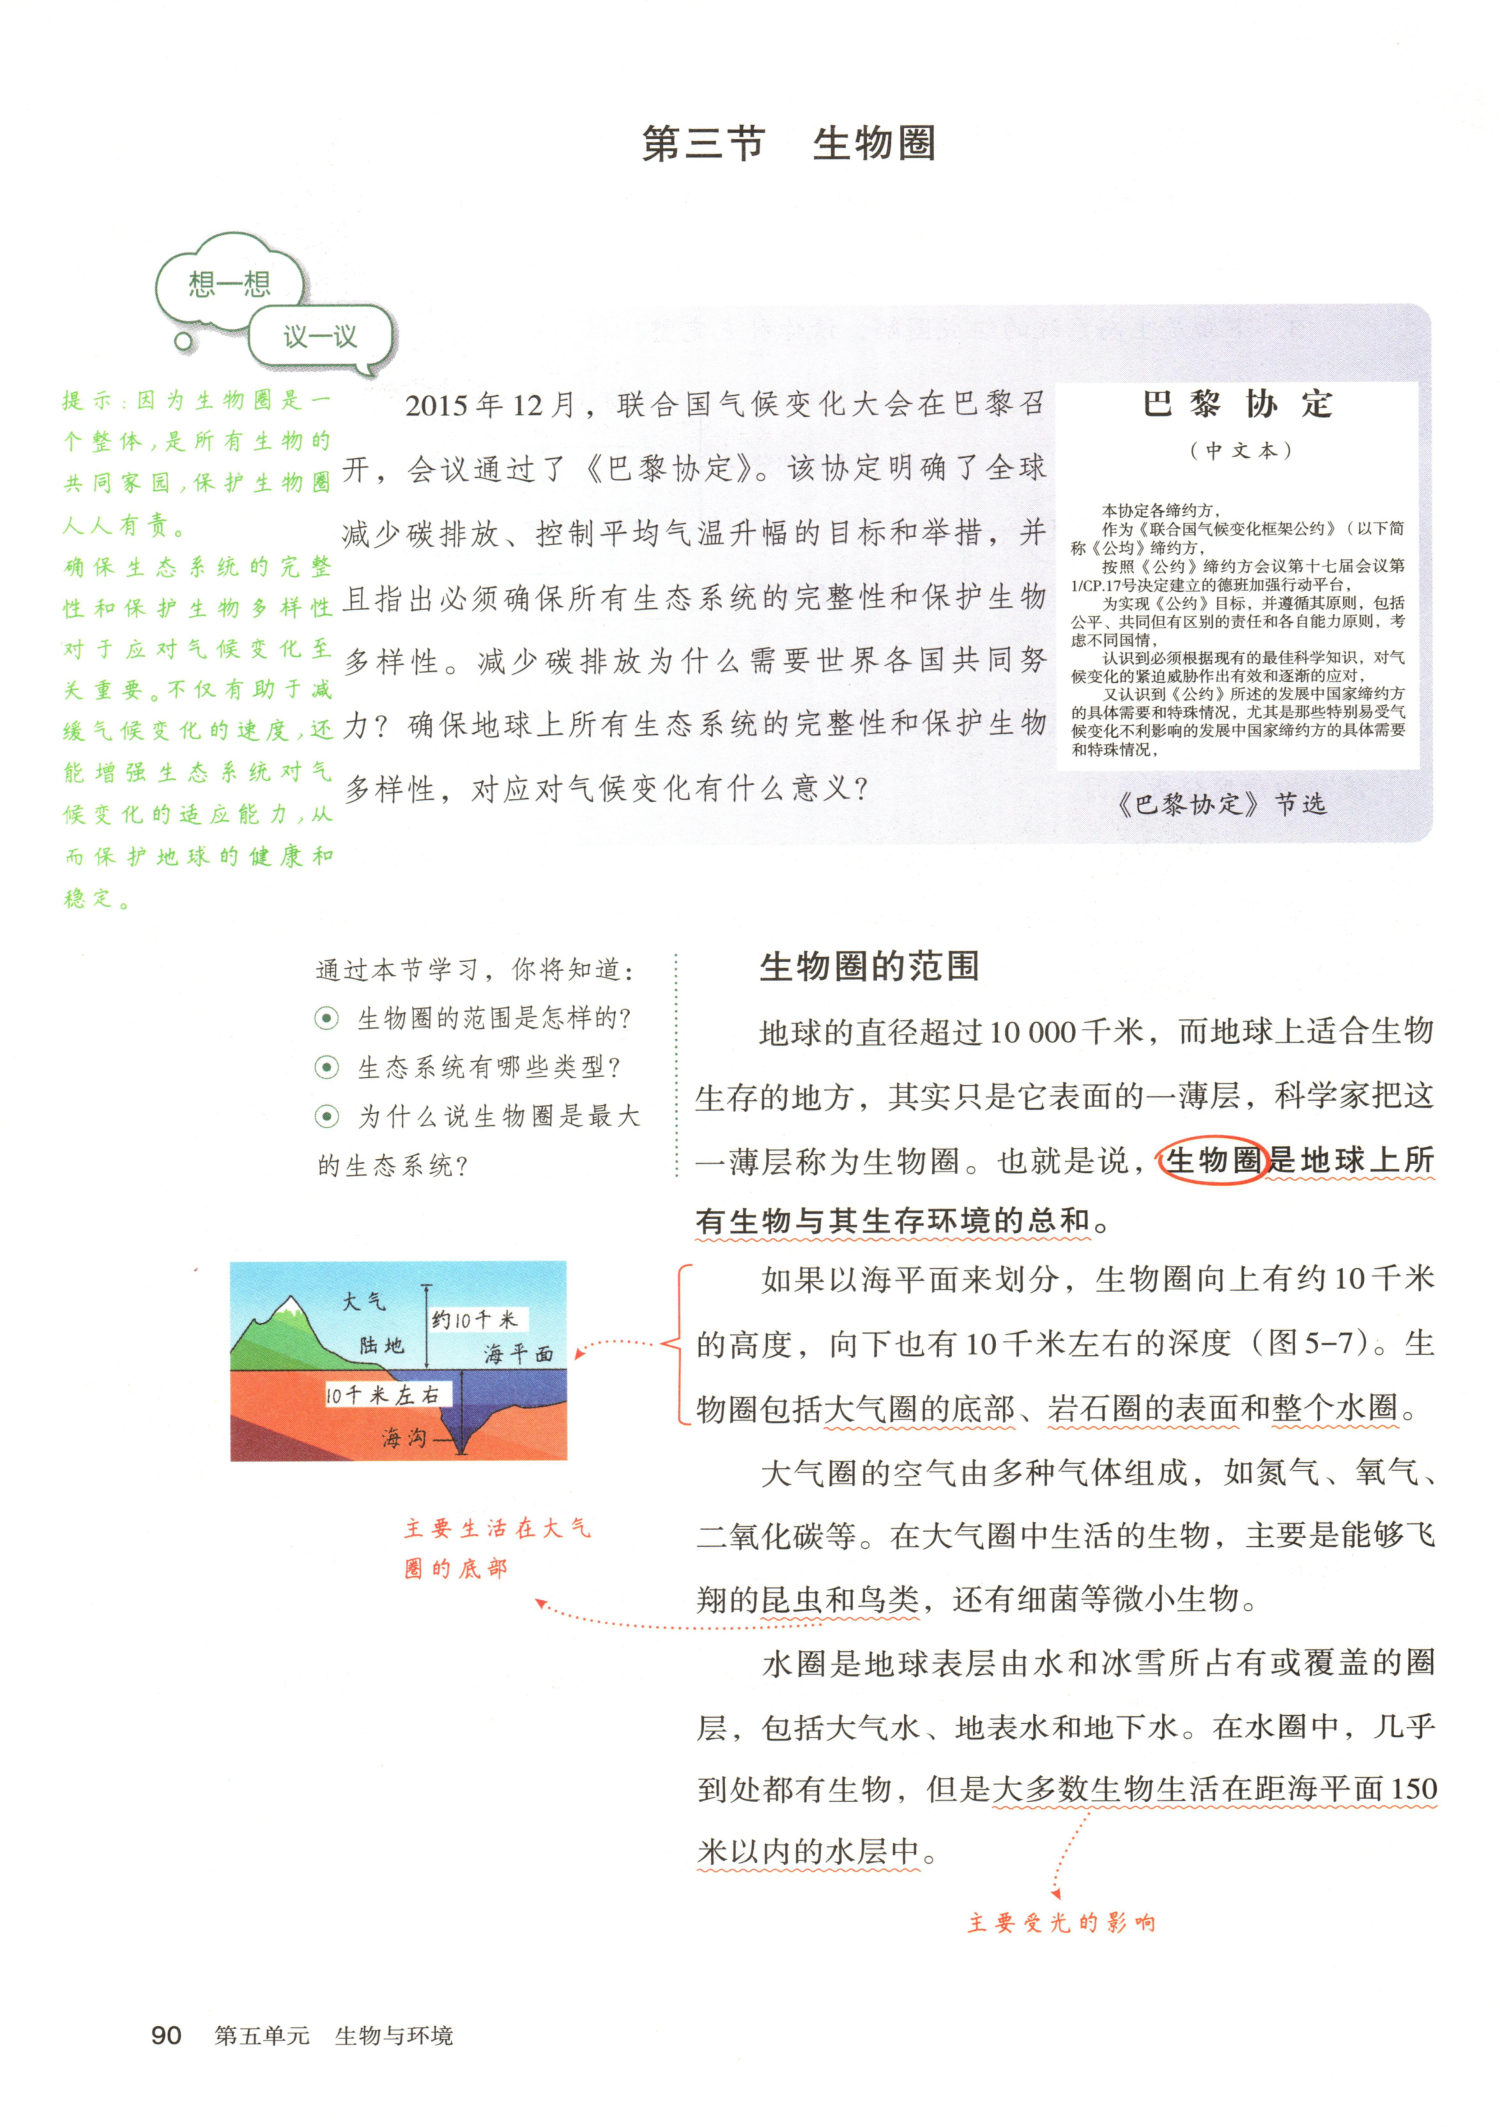 第三节 生物圈
想一想
议一议
提示:因为生物圈是一
个整体,是所有生物的
共同家园,保护生物圈
人人有责。
确保生态系统的完整
性和保护生物多样性
对于应对气候变化至
关重要。不仅有助于减
缓气候变化的速度,还
能增强生态系统对气
候变化的适应能力,从
而保护地球的健康和
稳定。
2015年12月，联合国气候变化大会在巴黎召
开，会议通过了《巴黎协定》。该协定明确了全球
减少碳排放、控制平均气温升幅的目标和举措，并
且指出必须确保所有生态系统的完整性和保护生物
多样性。减少碳排放为什么需要世界各国共同努
力？确保地球上所有生态系统的完整性和保护生物
多样性，对应对气候变化有什么意义？
巴黎协定
（中文本）
本协定各缔约方，
作为《联合国气候变化框架公约》（以下简
称《公均》缔约方，
按照《公约》缔约方会议第十七届会议第
1/CP.17号决定建立的德班加强行动平台，
为实现《公约》目标，并遵循其原则，包括
公平、共同但有区别的责任和各自能力原则，考
虑不同国情，
认识到必须根据现有的最佳科学知识，对气
候变化的紧迫威胁作出有效和逐渐的应对，
又认识到《公约》所述的发展中国家缔约方
的具体需要和特殊情况，尤其是那些特别易受气
候变化不利影响的发展中国家缔约方的具体需要
和特珠情况，
《巴黎协定》节选
通过本节学习，你将知道：
生物圈的范围是怎样的？
生态系统有哪些类型？
为什么说生物圈是最大
的生态系统？
生物圈的范围
地球的直径超过10 000千米，而地球上适合生物
生存的地方，其实只是它表面的一薄层，科学家把这
一薄层称为生物圈。也就是说，生物圈是地球上所
有生物与其生存环境的总和。
如果以海平面来划分，生物圈向上有约10千米
的高度，向下也有10千米左右的深度（图5-7）。生
物圈包括大气圈的底部、岩石圈的表面和整个水圈。
大气
约10千米
陆地
海平面
10千米左右
海沟
大气圈的空气由多种气体组成，如氮气、氧气、
二氧化碳等。在大气圈中生活的生物，主要是能够飞
翔的昆虫和鸟类，还有细菌等微小生物。
主要生活在大气
圈的底部
水圈是地球表层由水和冰雪所占有或覆盖的圈
层，包括大气水、地表水和地下水。在水圈中，几乎
到处都有生物，但是大多数生物生活在距海平面150
米以内的水层中。
主要受光的影响
90 第五单元 生物与环境